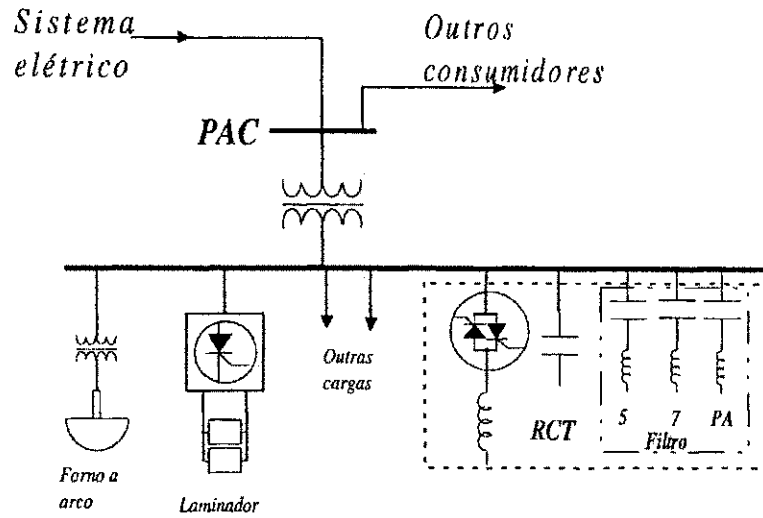 Sistema
elétrico
Outros
consumidores
PAC
Outras
cargas
RCT
5 7 PA
Filtro
Forno a
arco
Laminador